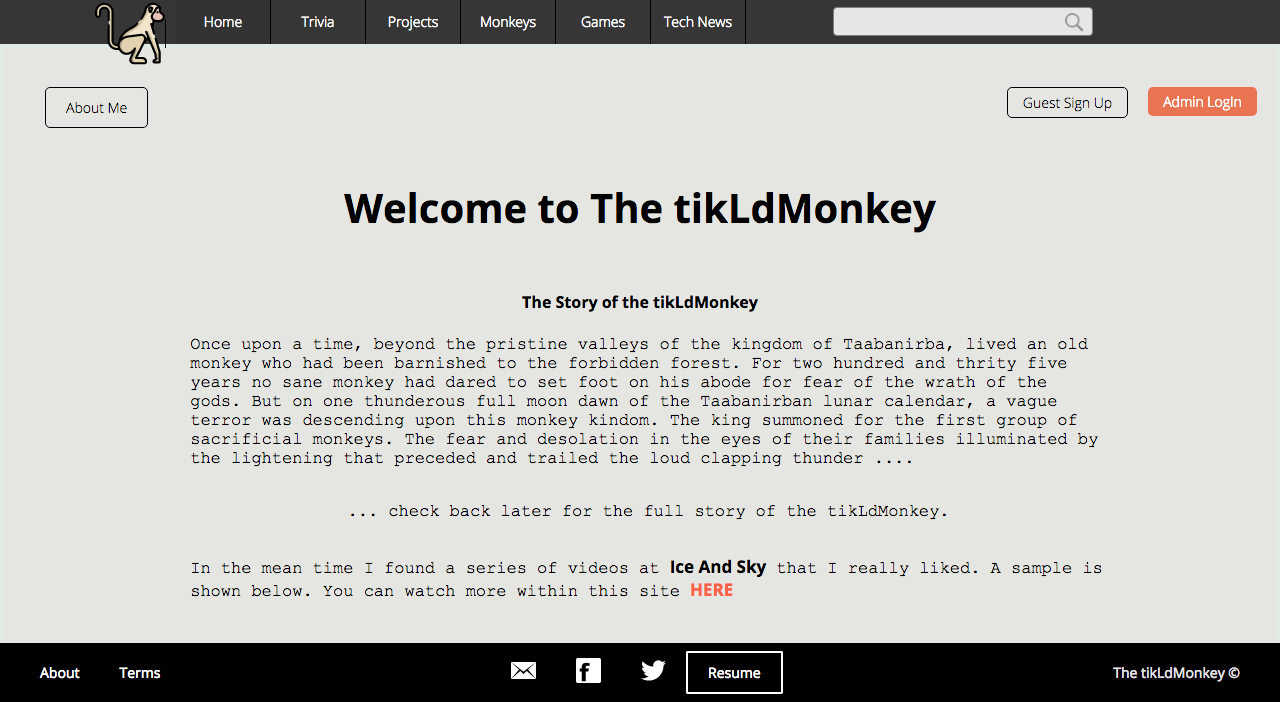 Home Trivia Projects Monkeys Games Tech News
About Me Guest Sign Up Admin LogIn
Welcome to The tikLdMonkey
The Story of the tikLdMonkey
Once upon a time, beyond the pristine valleys of the kingdom of Taabanirba, lived an old
monkey who had been barnished to the forbidden forest. For two hundred and thrity five
years no sane monkey had dared to set foot on his abode for fear of the wrath of the
gods. But on one thunderous full moon dawn of the Taabanirban lunar calendar, a vague
terror was descending upon this monkey kindom. The king summoned for the first group of
sacrificial monkeys. The fear and desolation in the eyes of their families illuminated by
the lightening that preceded and trailed the loud clapping thunder ....
... check back later for the full story of the tikLdMonkey.
In the mean time I found a series of videos at Ice And Sky that I really liked. A sample is
shown below. You can watch more within this site HERE
About Terms Resume The tikLdMonkey ©